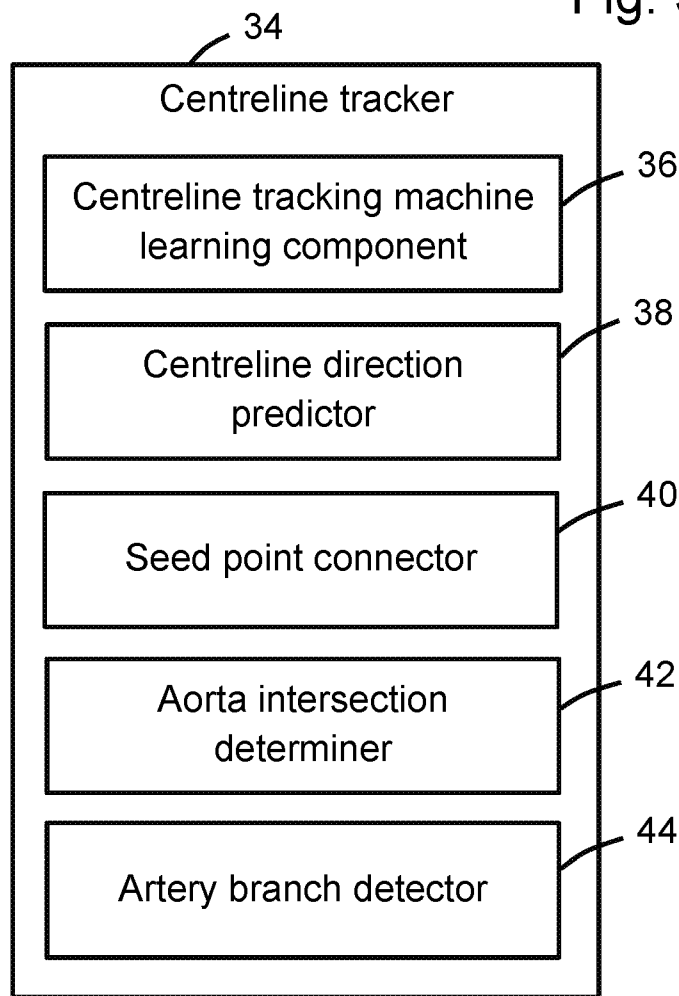 Fig.
34
Centreline tracker
36
Centreline tracking machine
learning component
38
Centreline direction
predictor
40
Seed point connector
42
Aorta intersection
determiner
44
Artery branch detector